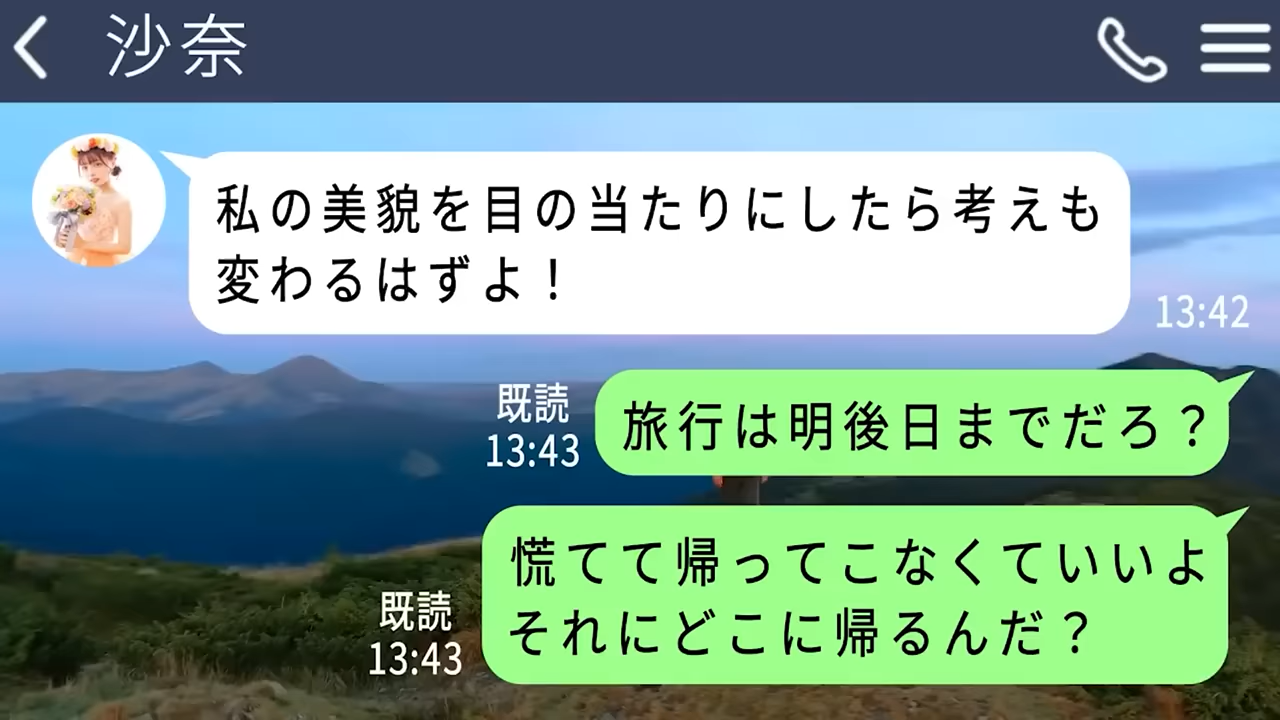 沙奈
私の美貌を目の当たりにしたら考えも
変わるはずよ！
13:42
既読
13:43
旅行は明後日までだろ？
慌てて帰ってこなくていいよ
それにどこに帰るんだ？
既読
13:43